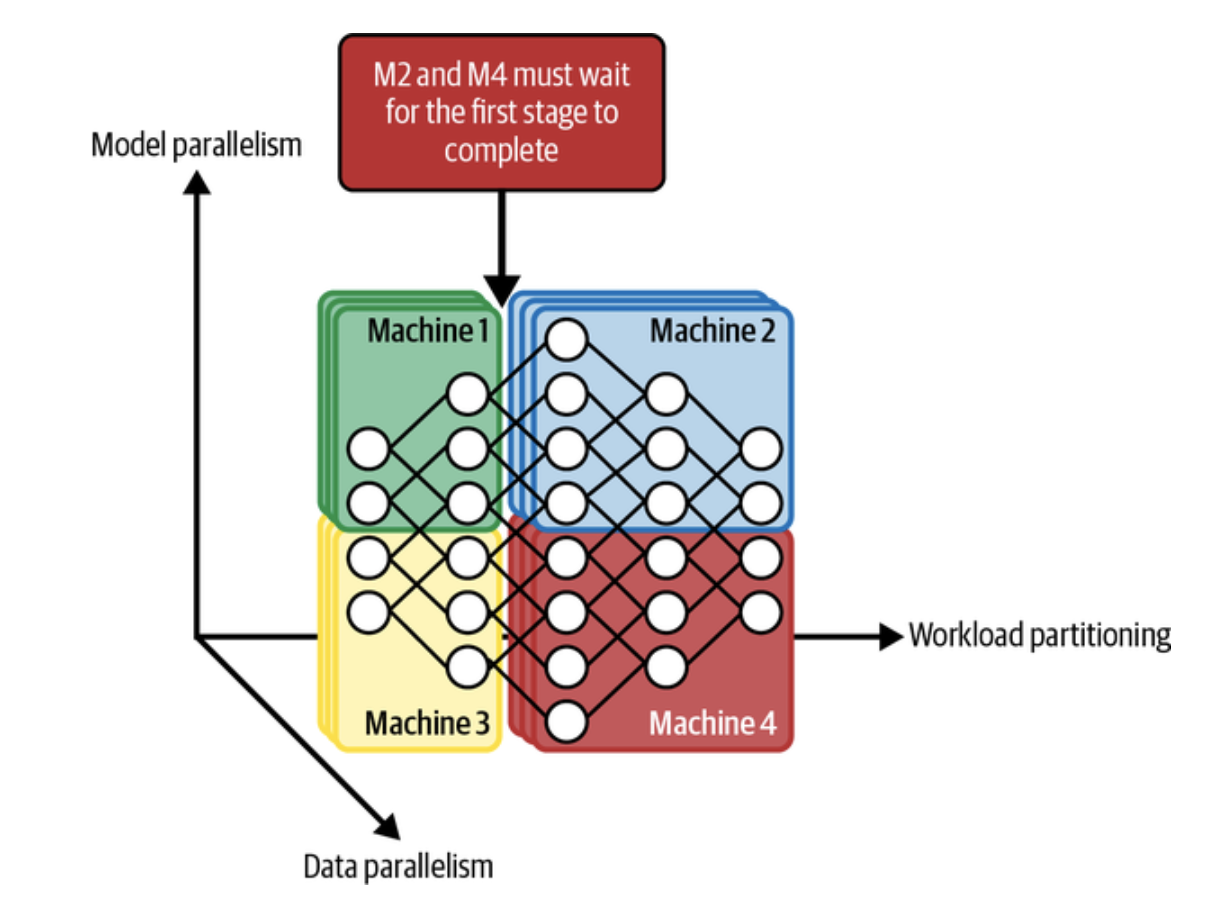 M2 and M4 must wait
for the first stage to
complete
Model parallelism
Machine 1
Machine 2
Machine 3
Machine 4
Workload partitioning
Data parallelism